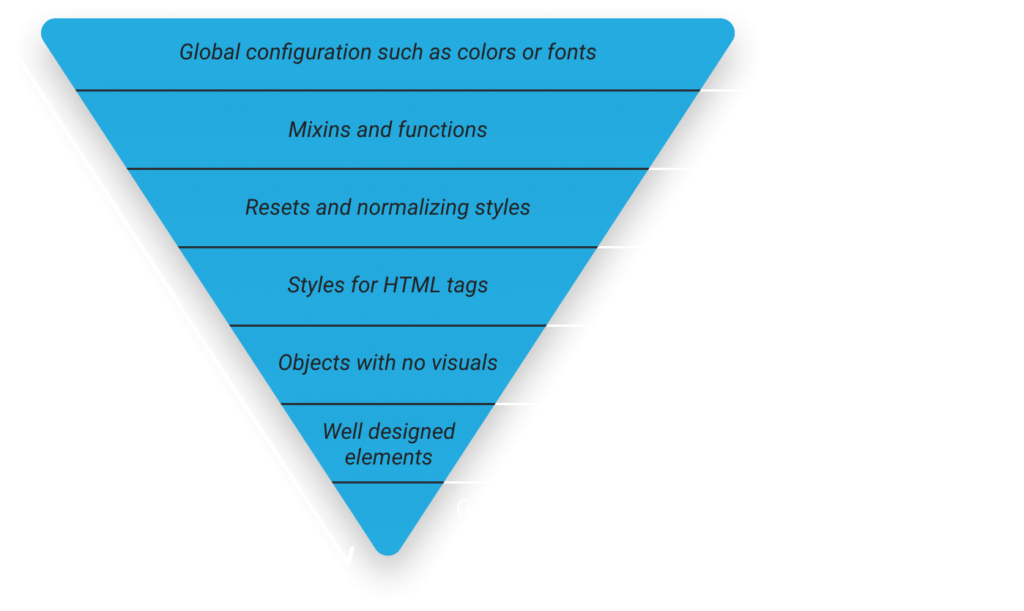 Global configuration such as colors or fonts
Mixins and functions
Resets and normalizing styles
Styles for HTML tags
Objects with no visuals
Well designed
elements